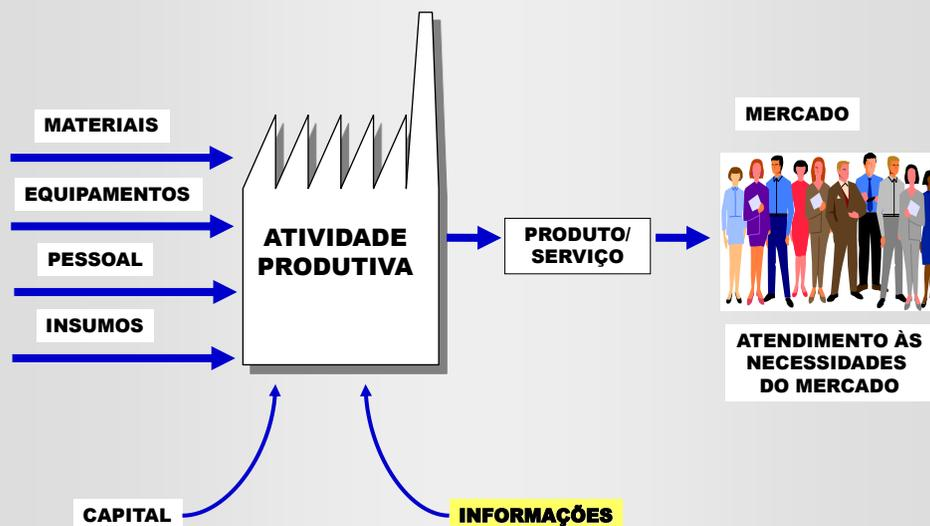 MATERIAIS
EQUIPAMENTOS
PESSOAL
INSUMOS
ATIVIDADE
PRODUTIVA
PRODUTO/
SERVIÇO
MERCADO
ATENDIMENTO ÀS
NECESSIDADES
DO MERCADO
CAPITAL
INFORMAÇÕES